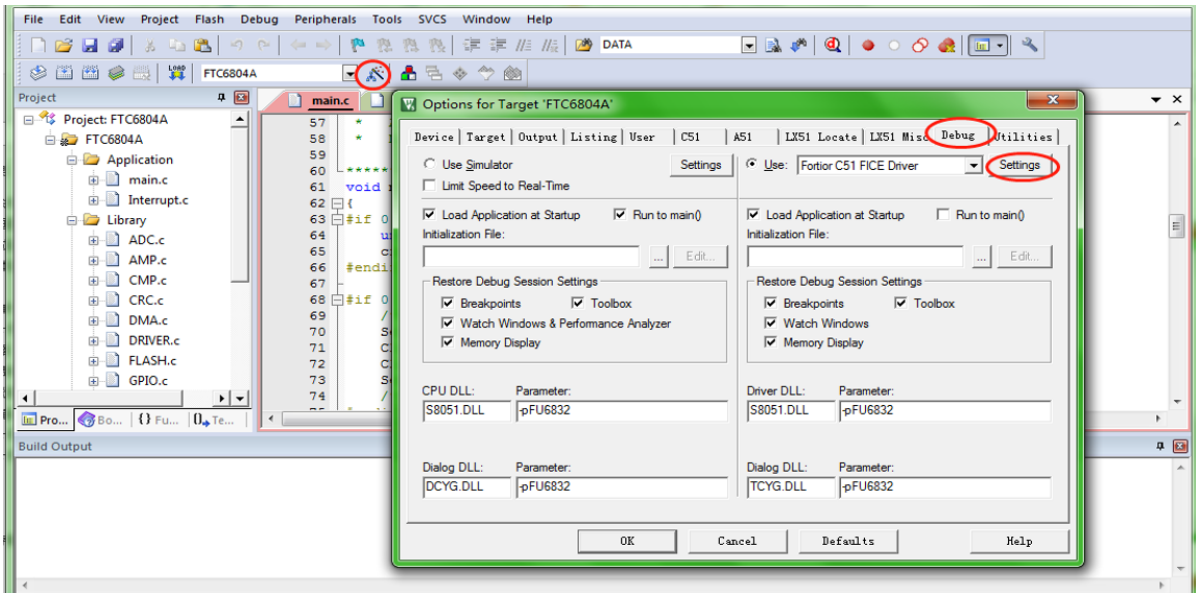 File Edit View Project Flash Debug Peripherals Tools SVCS Window Help
DATA
LOAD
FTC6804A
Project
Project: FTC6804A
FTC6804A
Application
main.c
Interrupt.c
Library
ADC.c
AMP.c
CMP.c
CRC.c
DMA.c
DRIVER.c
FLASH.c
GPIO.c
Pro... Bo... {} Fu... Te...
main.c
57 *
58 *
59
60 *****
61 void
62 {
63 #if 0
64
65
66 #endi
67
68 #if 0
69 /
70 S
71 C
72 C
73 S
74 /
Options for Target 'FTC6804A'
Device Target Output Listing User C51 A51 LX51 Locate LX51 Misc Debug Utilities
Use Simulator Settings
Limit Speed to Real-Time
Use: Fortior C51 FICE Driver Settings
Load Application at Startup Run to main()
Initialization File:
... Edit...
Restore Debug Session Settings
Breakpoints Toolbox
Watch Windows & Performance Analyzer
Memory Display
CPU DLL: Parameter:
S8051.DLL -pFU6832
Dialog DLL: Parameter:
DCYG.DLL -pFU6832
Load Application at Startup Run to main()
Initialization File:
... Edit...
Restore Debug Session Settings
Breakpoints Toolbox
Watch Windows
Memory Display
Driver DLL: Parameter:
S8051.DLL -pFU6832
Dialog DLL: Parameter:
TCYG.DLL -pFU6832
OK Cancel Defaults Help
Build Output